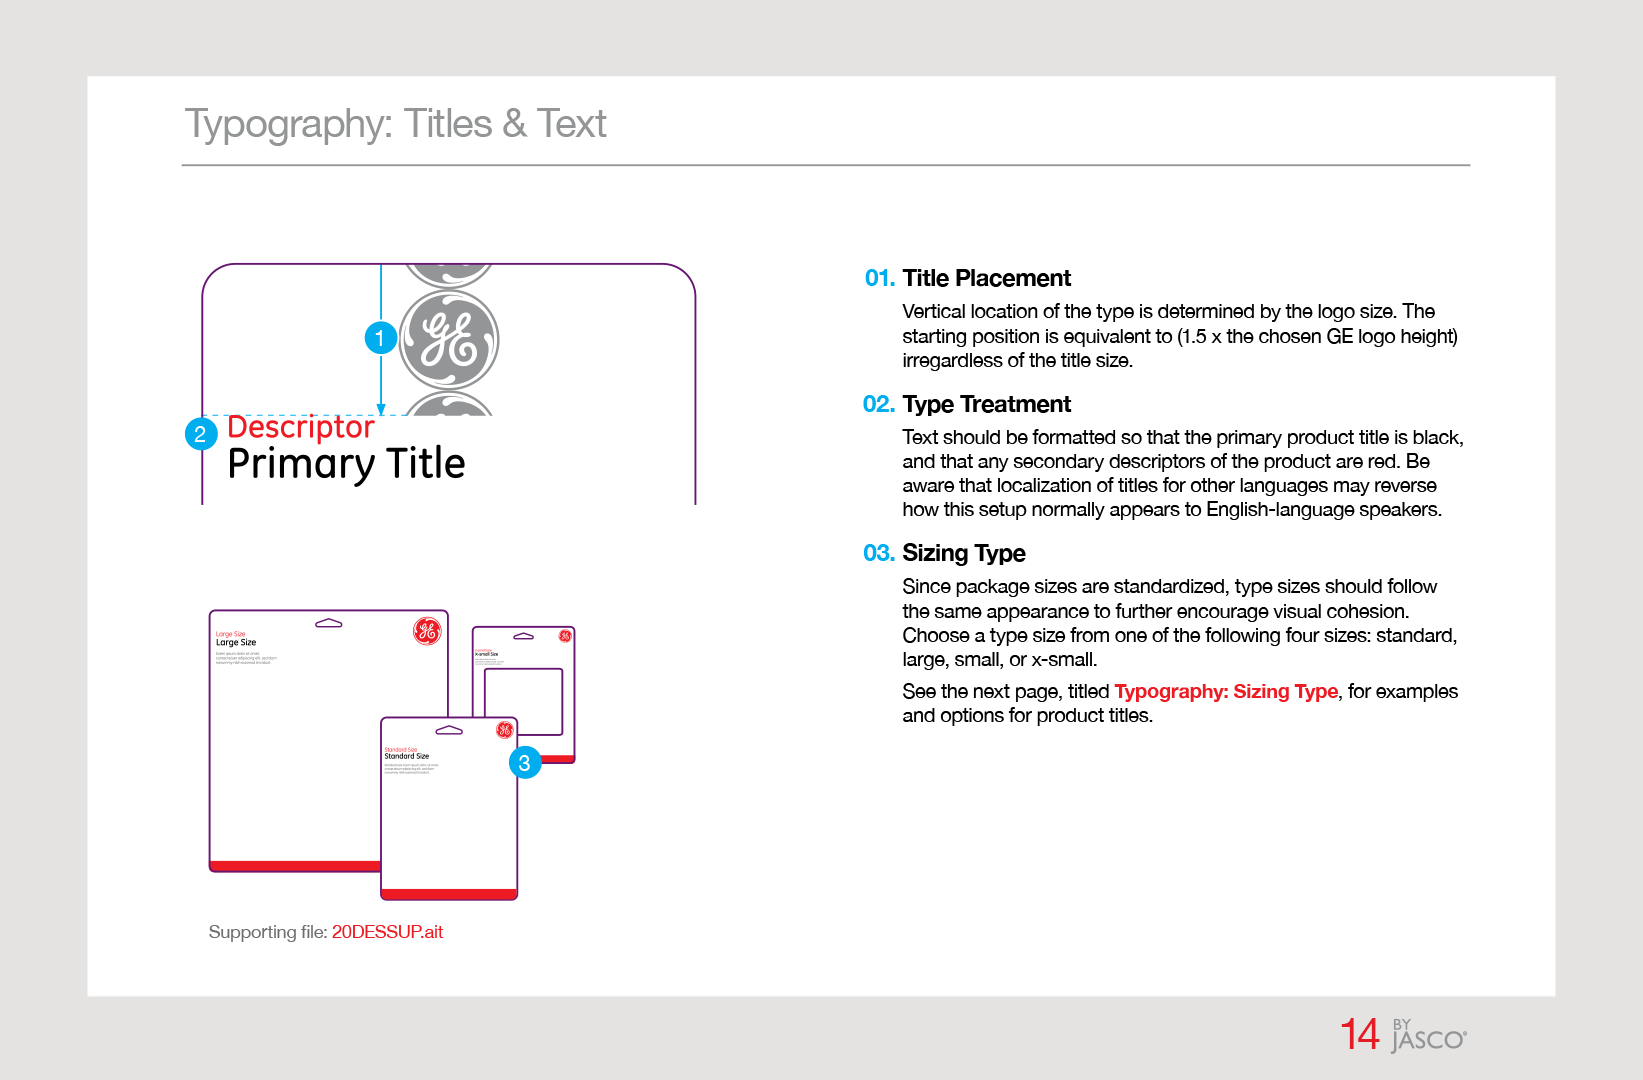 Typography: Titles & Text
1
2
Descriptor
Primary Title
Large Size
Large Size
X-small Size
Standard Size
Standard Size
3
Supporting file: 20DESSUP.ait
01. Title Placement
Vertical location of the type is determined by the logo size. The
starting position is equivalent to (1.5 x the chosen GE logo height)
irregardless of the title size.
02. Type Treatment
Text should be formatted so that the primary product title is black,
and that any secondary descriptors of the product are red. Be
aware that localization of titles for other languages may reverse
how this setup normally appears to English-language speakers.
03. Sizing Type
Since package sizes are standardized, type sizes should follow
the same appearance to further encourage visual cohesion.
Choose a type size from one of the following four sizes: standard,
large, small, or x-small.
See the next page, titled Typography: Sizing Type, for examples
and options for product titles.
14 BY
JASCO®